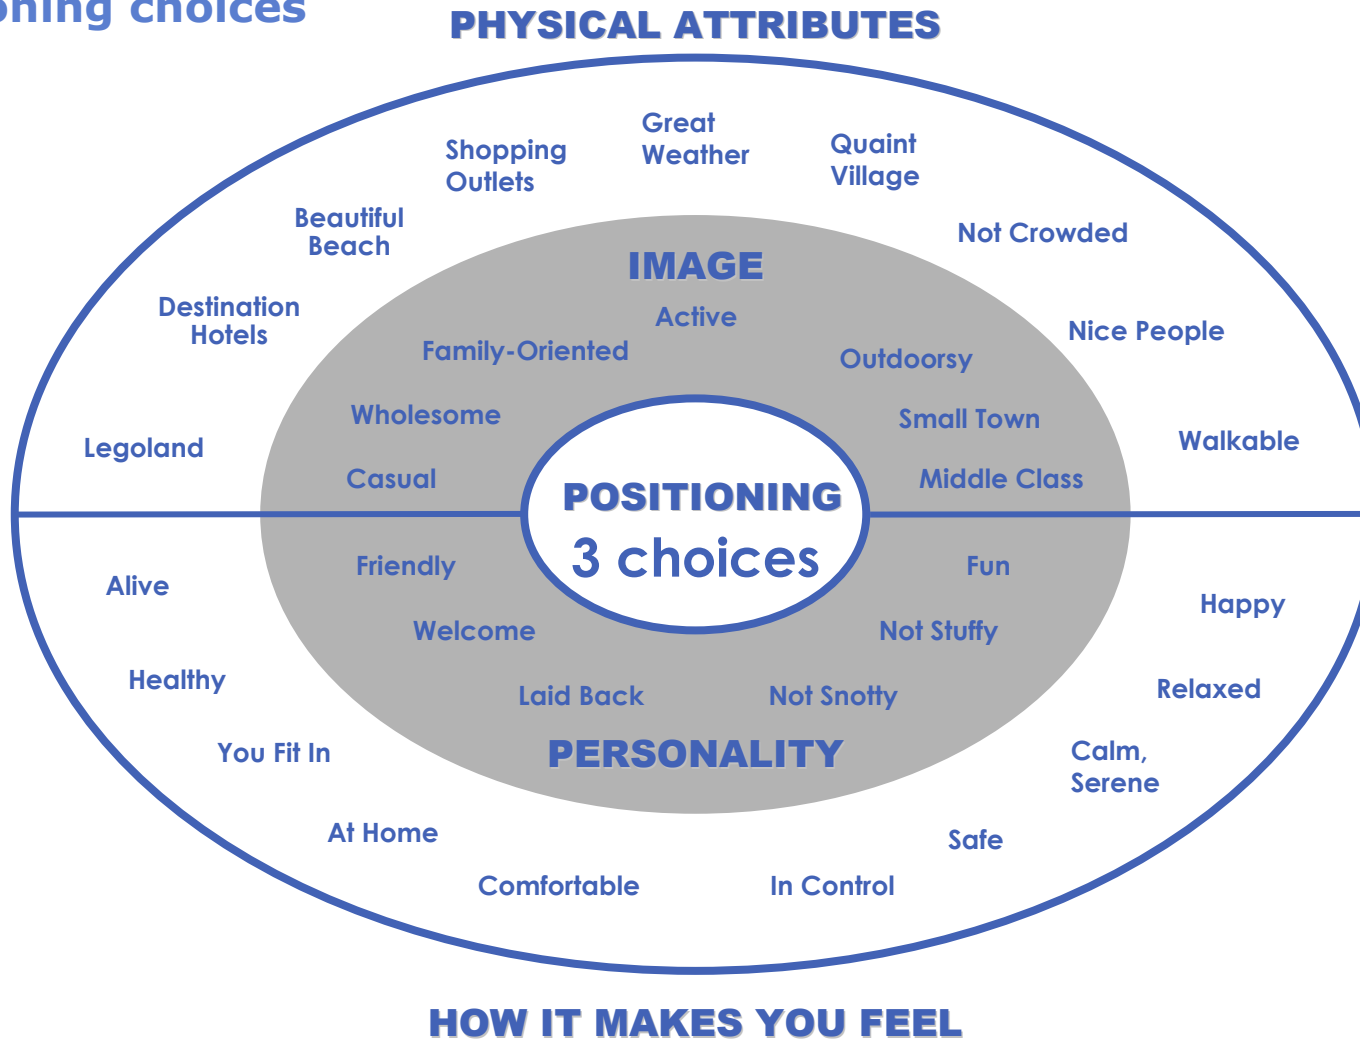 oning choices
PHYSICAL ATTRIBUTES
Great
Weather
Shopping
Outlets
Quaint
Village
Beautiful
Beach
Not Crowded
Destination
Hotels
Nice People
Legoland
Walkable
IMAGE
Active
Family-Oriented
Outdoorsy
Wholesome
Small Town
Casual
Middle Class
POSITIONING
3 choices
Friendly
Fun
Welcome
Not Stuffy
Laid Back
Not Snotty
PERSONALITY
Alive
Happy
Healthy
Relaxed
You Fit In
Calm,
Serene
At Home
Safe
Comfortable
In Control
HOW IT MAKES YOU FEEL